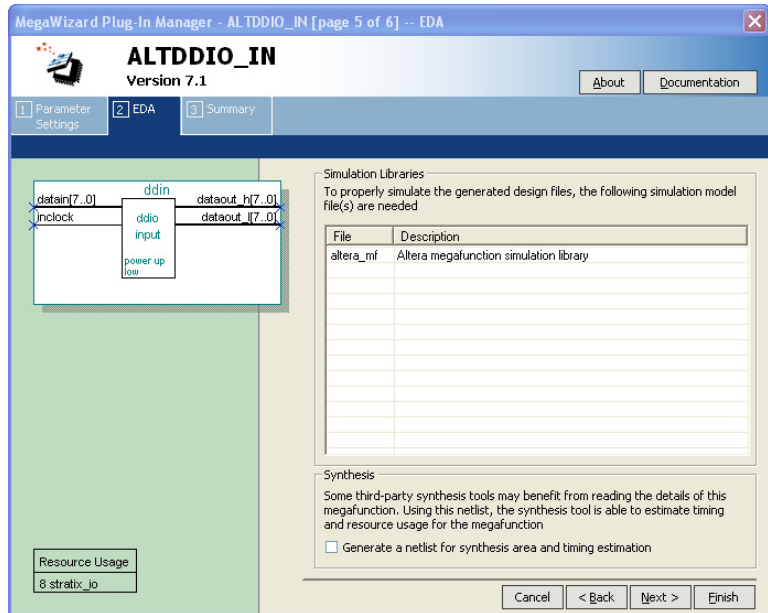 MegaWizard Plug-In Manager - ALTDDIO_IN [page 5 of 6] -- EDA
ALTDDIO_IN
Version 7.1
About
Documentation
1 Parameter
Settings
2 EDA
3 Summary
ddin
datain[7..0]
dataout_h[7..0]
inclock
ddio
dataout_l[7..0]
input
power up
low
Resource Usage
8 stratix_io
Simulation Libraries
To properly simulate the generated design files, the following simulation model
file(s) are needed
File Description
altera_mf Altera megafunction simulation library
Synthesis
Some third-party synthesis tools may benefit from reading the details of this
megafunction. Using this netlist, the synthesis tool is able to estimate timing
and resource usage for the megafunction
Generate a netlist for synthesis area and timing estimation
Cancel
< Back
Next >
Finish